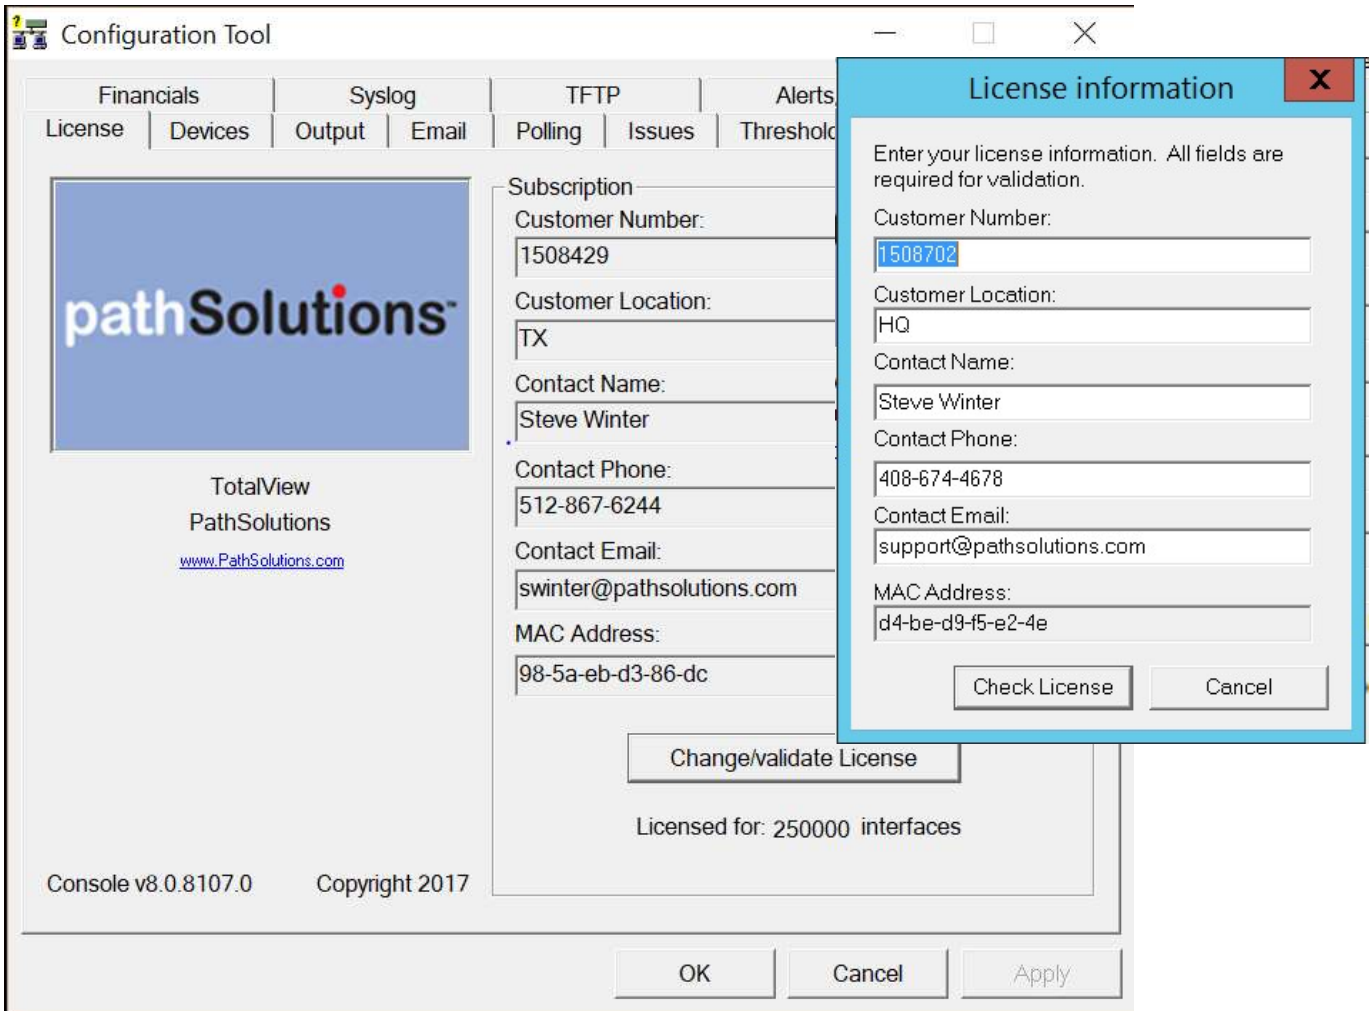 Configuration Tool
Financials
Syslog
TFTP
Alerts,
License
Devices
Output
Email
Polling
Issues
pathSolutions
TotalView
PathSolutions
www.PathSolutions.com
Console v8.0.8107.0
Copyright 2017
Subscription
Customer Number:
1508429
Customer Location:
TX
Contact Name:
Steve Winter
Contact Phone:
512-867-6244
Contact Email:
swinter@pathsolutions.com
MAC Address:
98-5a-eb-d3-86-dc
Change/validate License
Licensed for: 250000 interfaces
OK
Cancel
Apply
License information
X
Enter your license information. All fields are
required for validation.
Customer Number:
1508702
Customer Location:
HQ
Contact Name:
Steve Winter
Contact Phone:
408-674-4678
Contact Email:
support@pathsolutions.com
MAC Address:
d4-be-d9-f5-e2-4e
Check License
Cancel